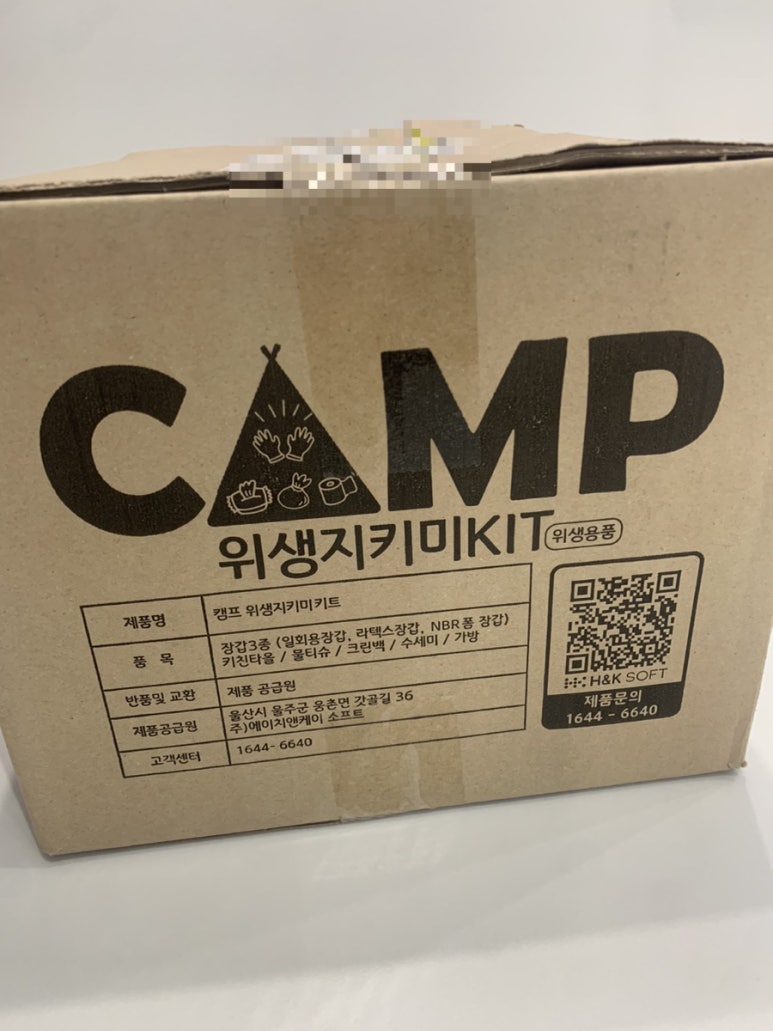 CAMP
위생지키미KIT 위생용품
제품명 캠프 위생지키미키트
품 목 장갑3종 (일회용장갑, 라텍스장갑, NBR폼 장갑)
키친타올 / 물티슈 / 크린백 / 수세미 / 가방
반품및 교환 제품 공급원
제품공급원 울산시 울주군 웅촌면 갓골길 36
주)에이치앤케이 소프트
고객센터 1644-6640
H&K SOFT
제품문의
1644 - 6640